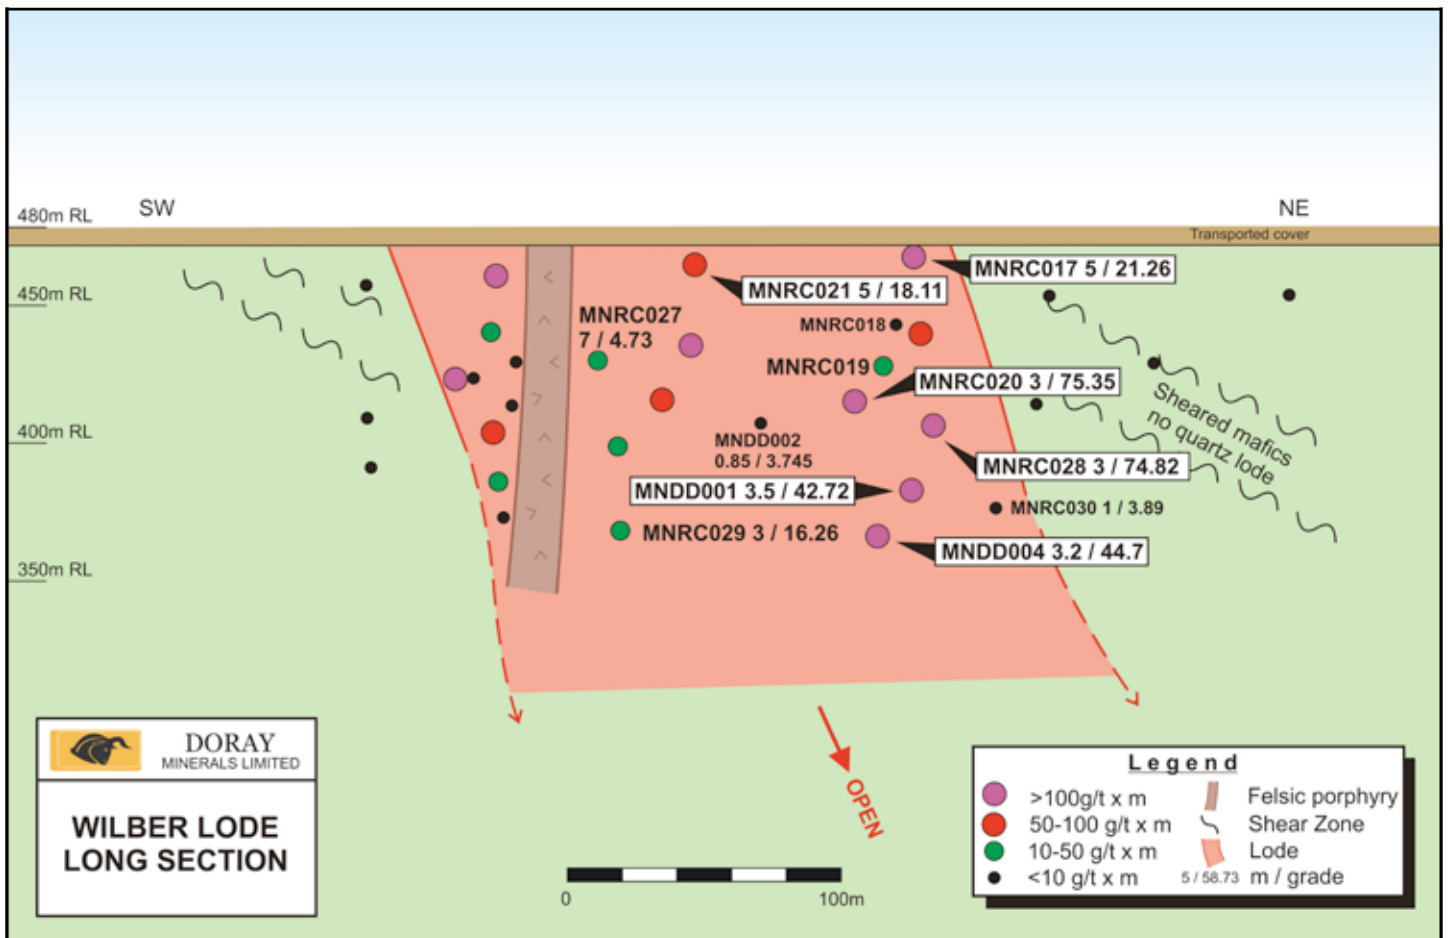 SW
NE
480m RL
Transported cover
MNRC017 5 / 21.26
450m RL
MNRC021 5 / 18.11
MNRC027
7 / 4.73
MNRC018
MNRC019
MNRC020 3 / 75.35
Sheared mafics
no quartz lode
400m RL
MNDD002
0.85 / 3.745
MNRC028 3 / 74.82
MNDD001 3.5 / 42.72
MNRC030 1 / 3.89
MNRC029 3 / 16.26
MNDD004 3.2 / 44.7
350m RL
OPEN
DORAY
MINERALS LIMITED
WILBER LODE
LONG SECTION
0
100m
Legend
>100g/t x m
Felsic porphyry
50-100 g/t x m
Shear Zone
10-50 g/t x m
Lode
<10 g/t x m
5 / 58.73 m / grade